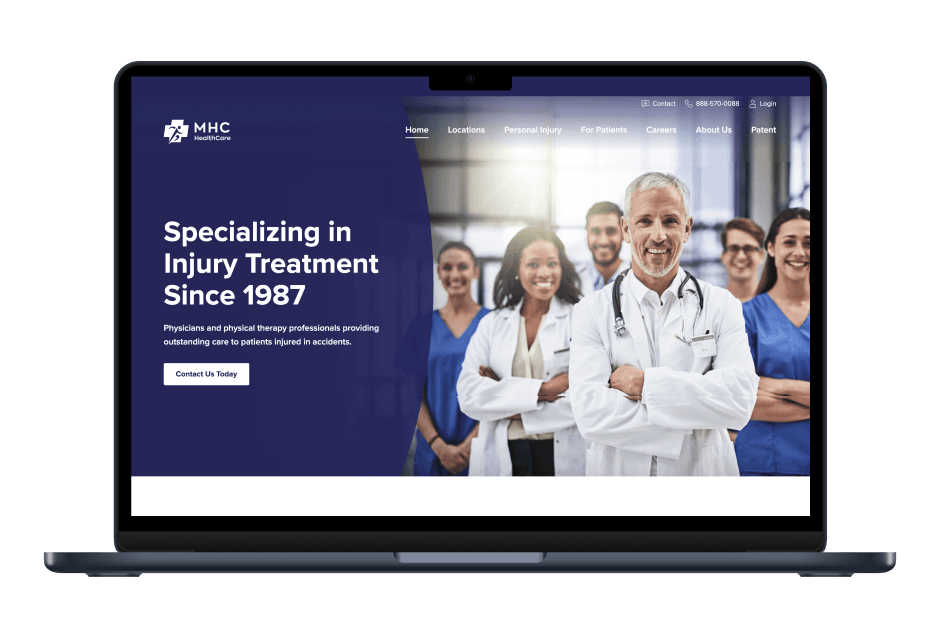 Contact 888-570-0088 Login
MHC
HealthCare
Home Locations Personal Injury For Patients Careers About Us Patent
Specializing in
Injury Treatment
Since 1987
Physicians and physical therapy professionals providing
outstanding care to patients injured in accidents.
Contact Us Today